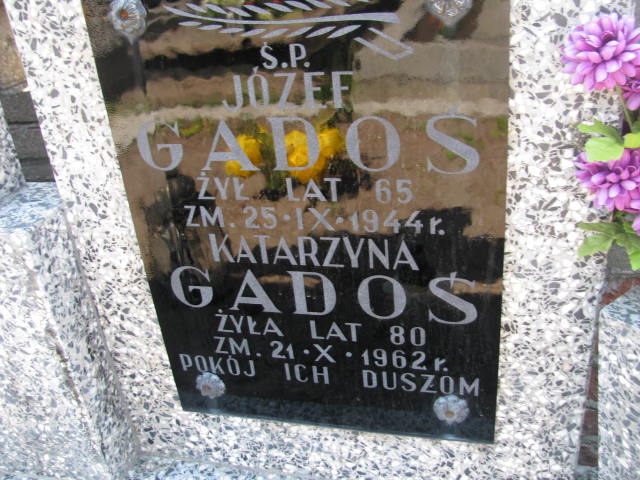 Ś.P.
JÓZEF
GADOŚ
ŻYŁ LAT 65
ZM. 25·IX·1944 r.
KATARZYNA
GADOŚ
ŻYŁA LAT 80
ZM. 21·X·1962 r.
POKÓJ ICH DUSZOM